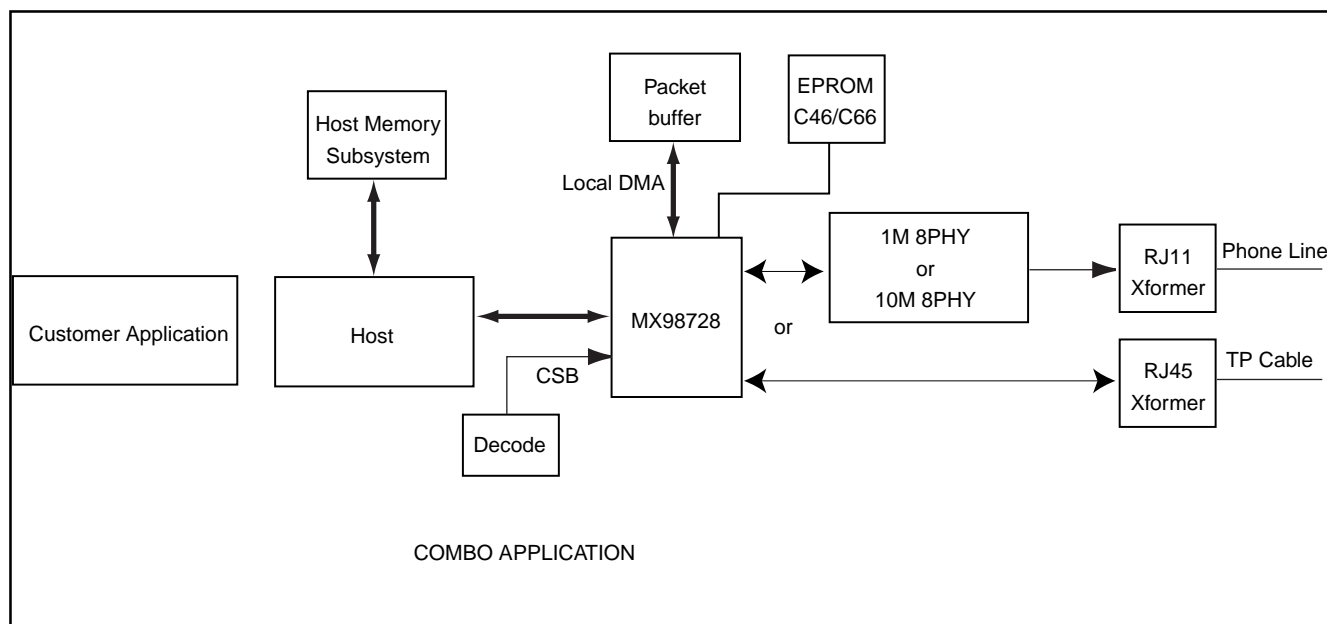 Packet
buffer
EPROM
C46/C66
Host Memory
Subsystem
Local DMA
1M 8PHY
or
10M 8PHY
RJ11
Xformer
Phone Line
Customer Application
Host
MX98728
or
CSB
RJ45
Xformer
TP Cable
Decode
COMBO APPLICATION